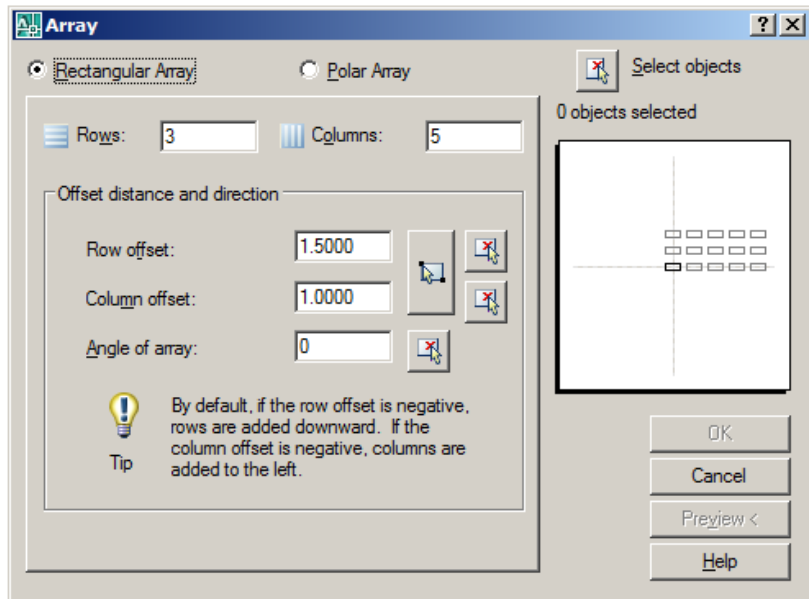 Array
Rectangular Array
Polar Array
Select objects
0 objects selected
Rows: 3
Columns: 5
Offset distance and direction
Row offset: 1.5000
Column offset: 1.0000
Angle of array: 0
By default, if the row offset is negative,
rows are added downward. If the
column offset is negative, columns are
added to the left.
Tip
OK
Cancel
Preview <
Help